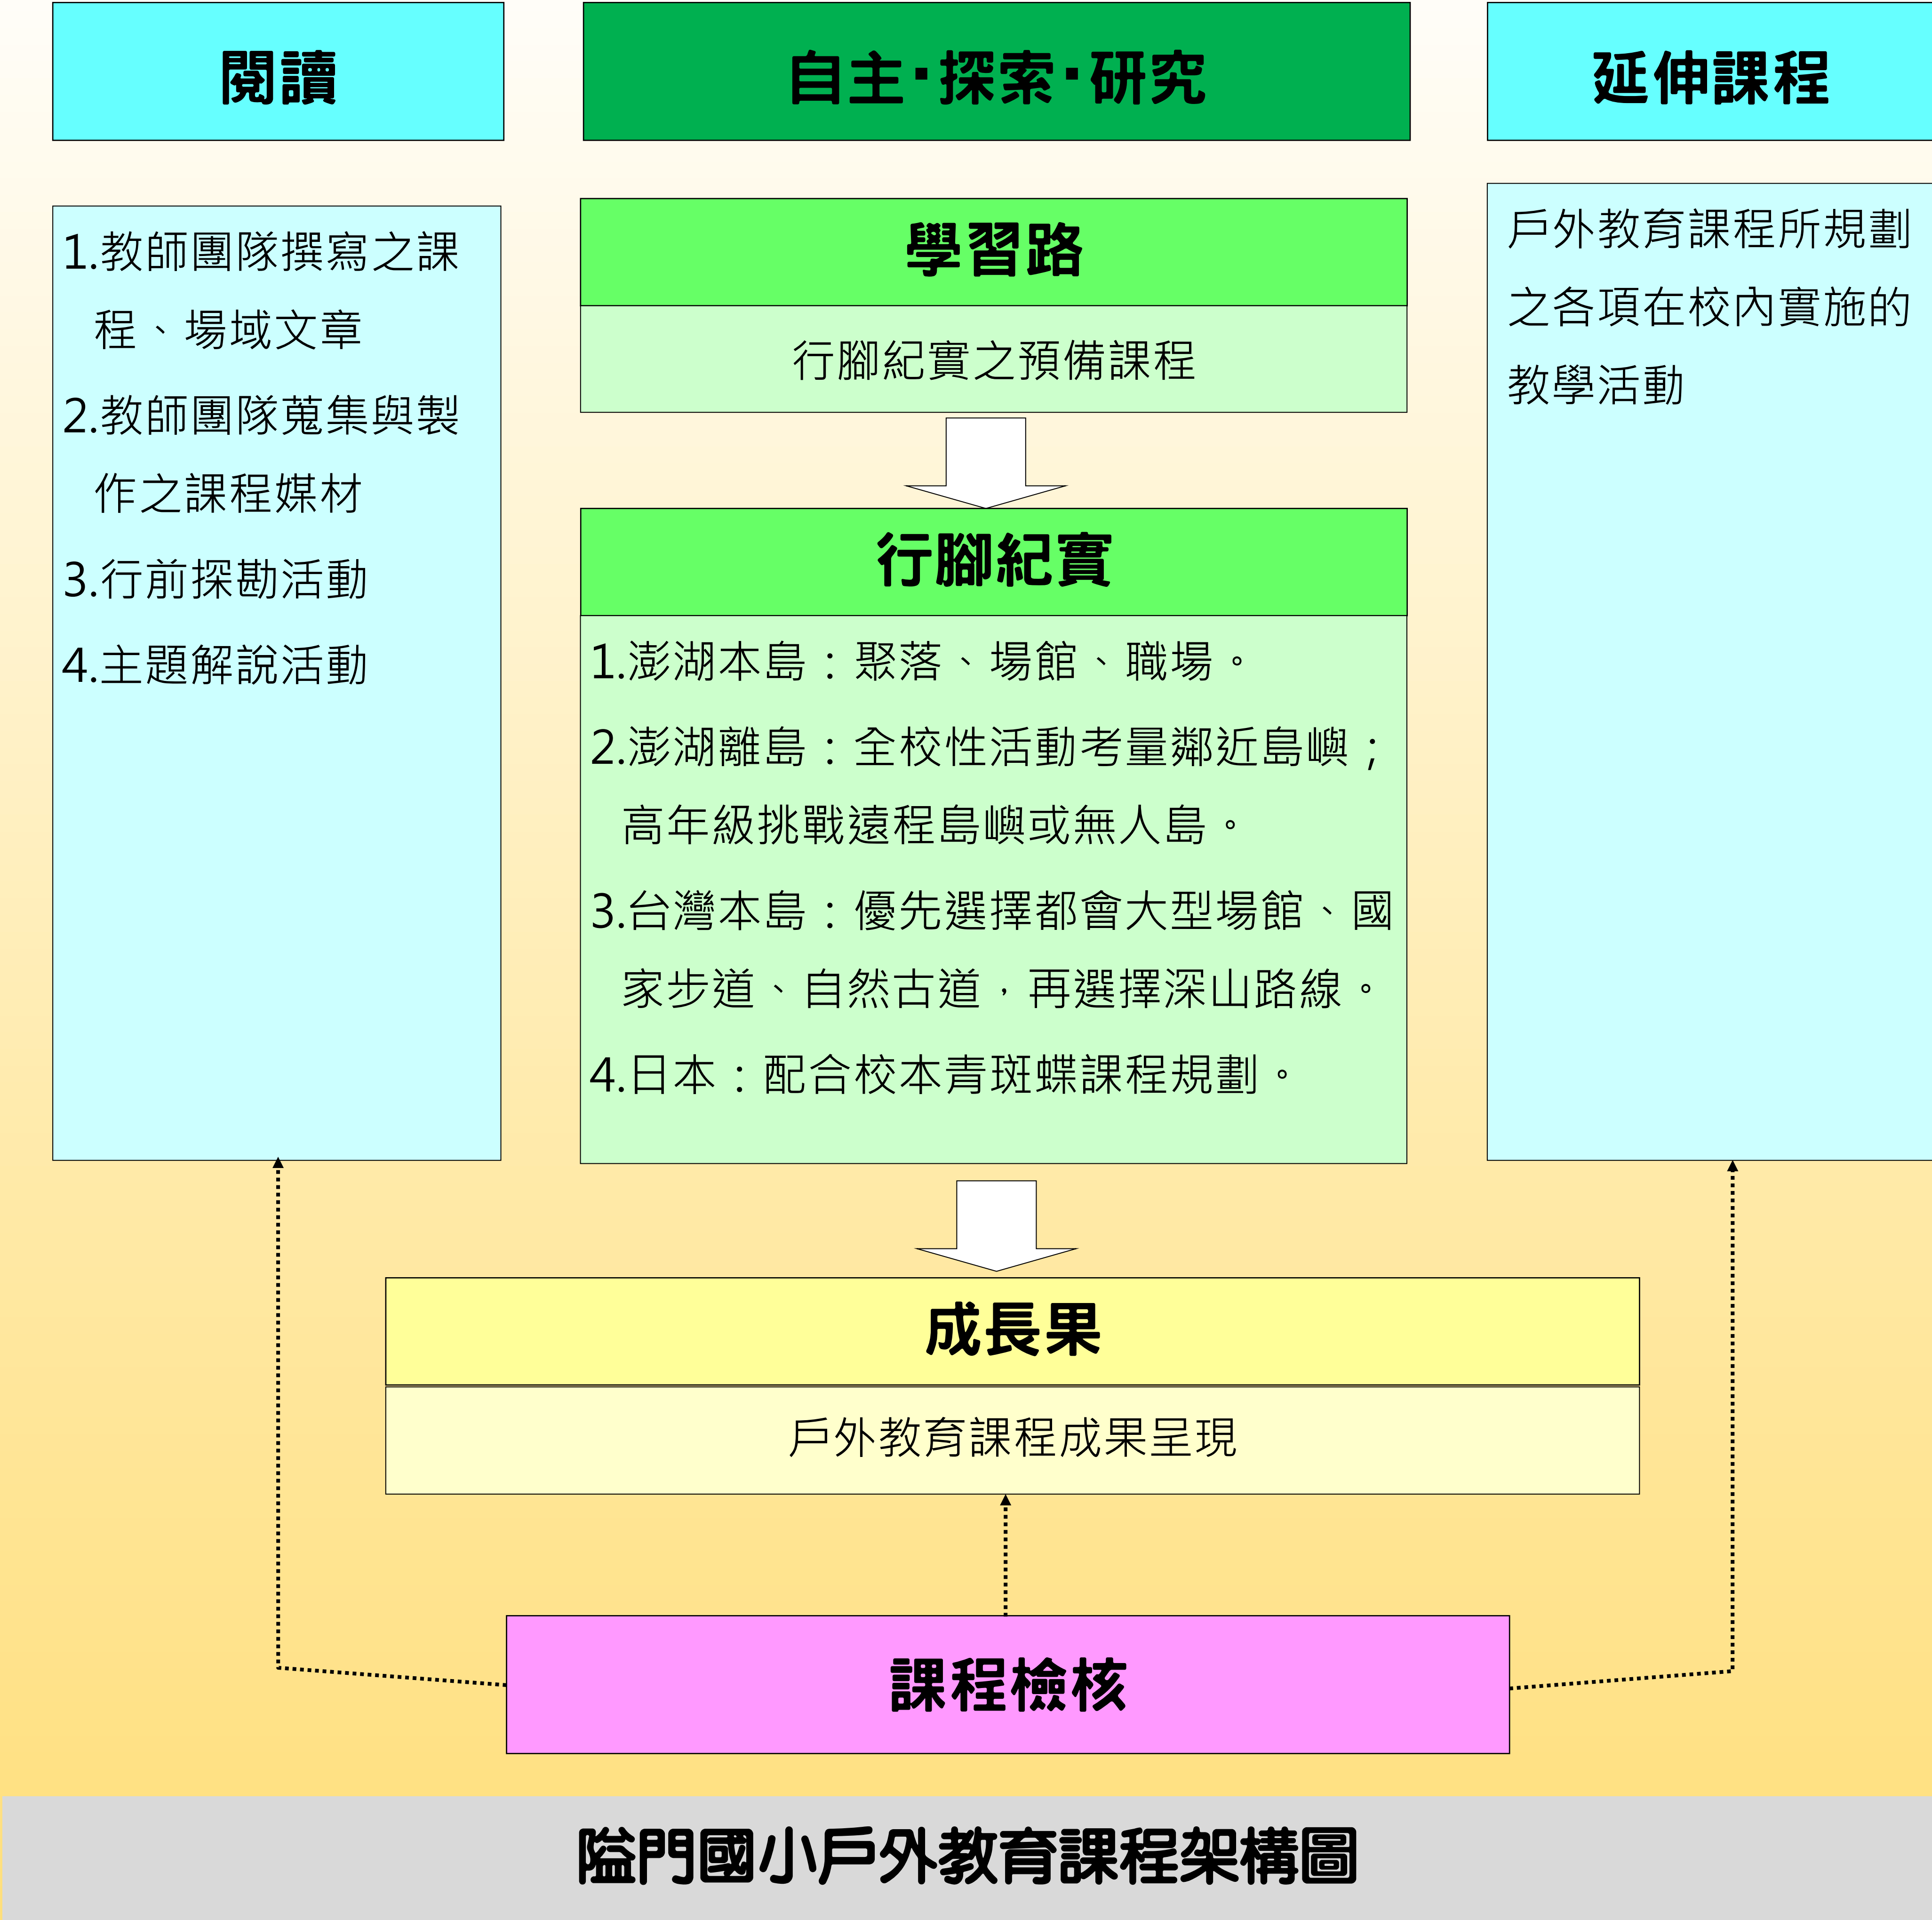 閱讀
自主‧探索‧研究
延伸課程
1.教師團隊撰寫之課
程、場域文章
2.教師團隊蒐集與製
作之課程媒材
3.行前探勘活動
4.主題解說活動
學習路
行腳紀實之預備課程
行腳紀實
1.澎湖本島：聚落、場館、職場。
2.澎湖離島：全校性活動考量鄰近島嶼；
高年級挑戰遠程島嶼或無人島。
3.台灣本島：優先選擇都會大型場館、國
家步道、自然古道，再選擇深山路線。
4.日本：配合校本青斑蝶課程規劃。
戶外教育課程所規劃
之各項在校內實施的
教學活動
成長果
戶外教育課程成果呈現
課程檢核
隘門國小戶外教育課程架構圖